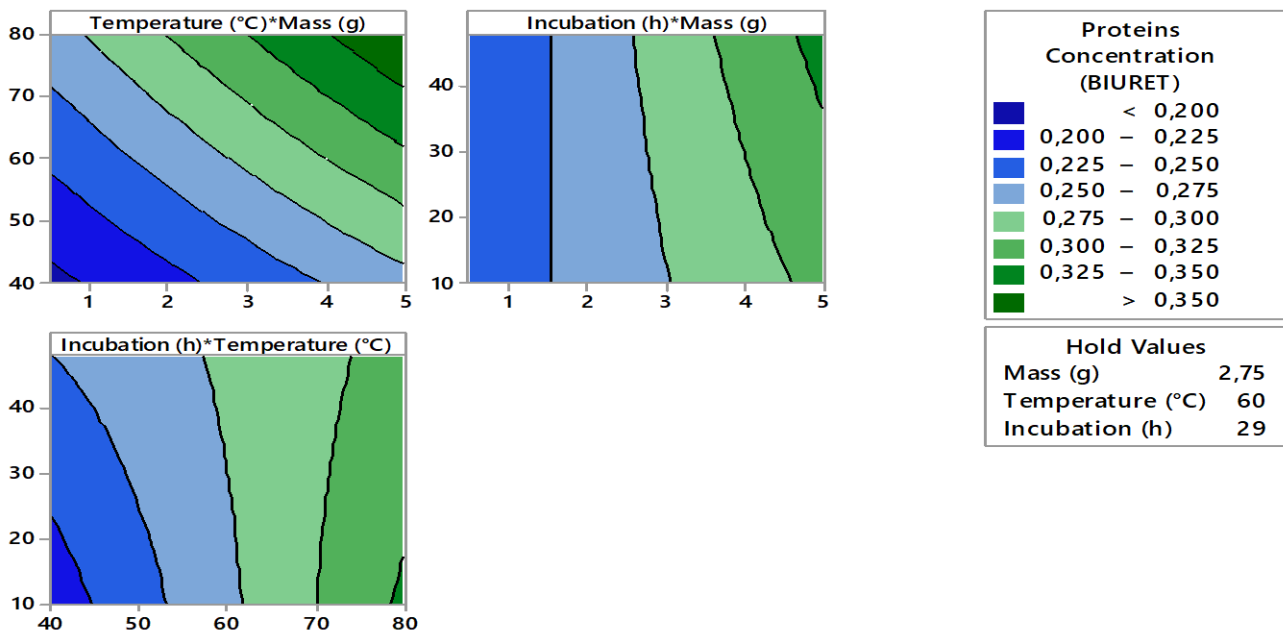 Temperature (°C)*Mass (g)
80
70
60
50
40
1 2 3 4 5
Incubation (h)*Mass (g)
40
30
20
10
1 2 3 4 5
Incubation (h)*Temperature (°C)
40
30
20
10
40 50 60 70 80
Proteins
Concentration
(BIURET)
< 0,200
0,200 – 0,225
0,225 – 0,250
0,250 – 0,275
0,275 – 0,300
0,300 – 0,325
0,325 – 0,350
> 0,350
Hold Values
Mass (g) 2,75
Temperature (°C) 60
Incubation (h) 29